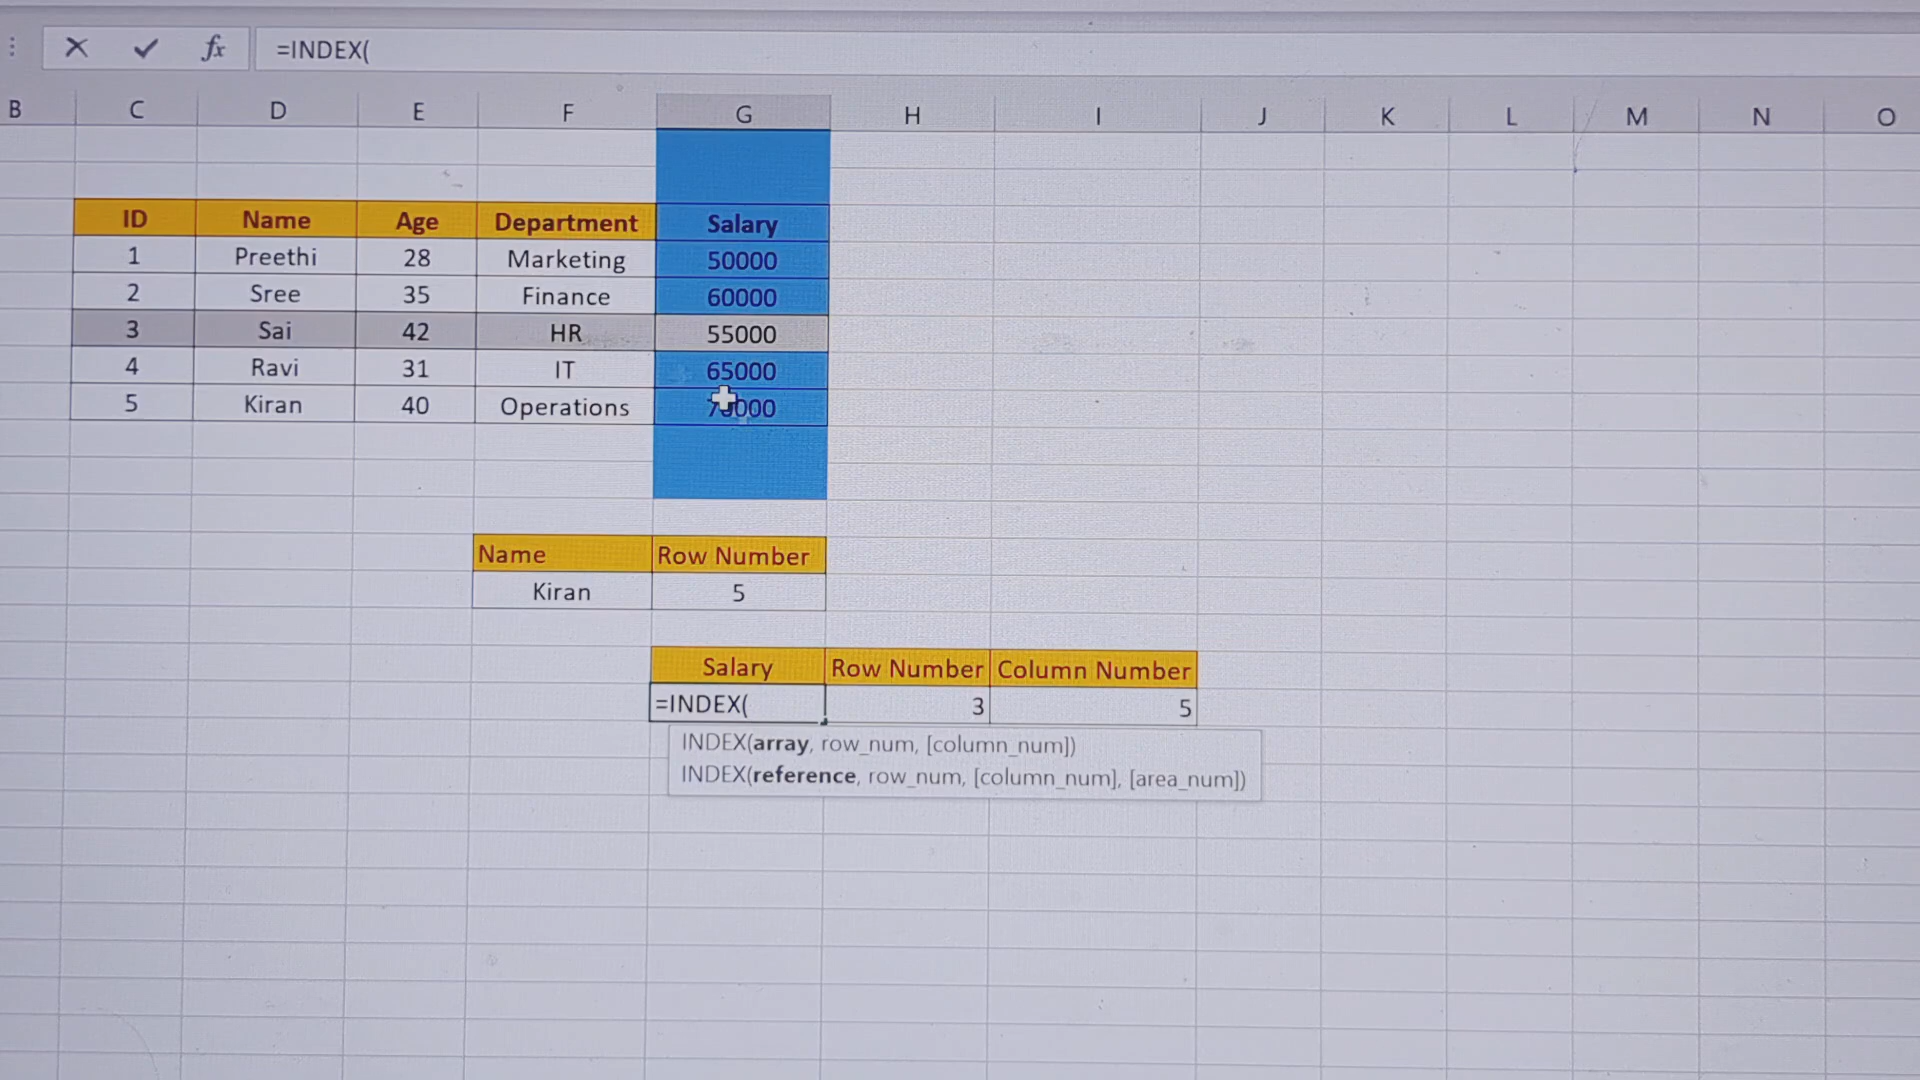 =INDEX(
B C D E F G H I J K L M N O
ID Name Age Department Salary
1 Preethi 28 Marketing 50000
2 Sree 35 Finance 60000
3 Sai 42 HR 55000
4 Ravi 31 IT 65000
5 Kiran 40 Operations
Name Row Number
Kiran 5
Salary Row Number Column Number
=INDEX( 3 5
INDEX(array, row_num, [column_num])
INDEX(reference, row_num, [column_num], [area_num])